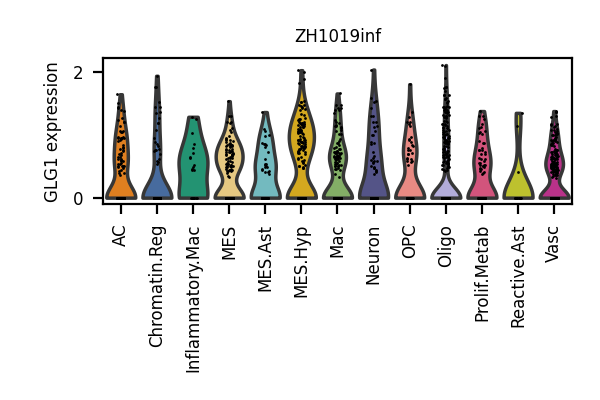 ZH1019inf
GLG1 expression
2
0
AC
Chromatin.Reg
Inflammatory.Mac
MES
MES.Ast
MES.Hyp
Mac
Neuron
OPC
Oligo
Prolif.Metab
Reactive.Ast
Vasc